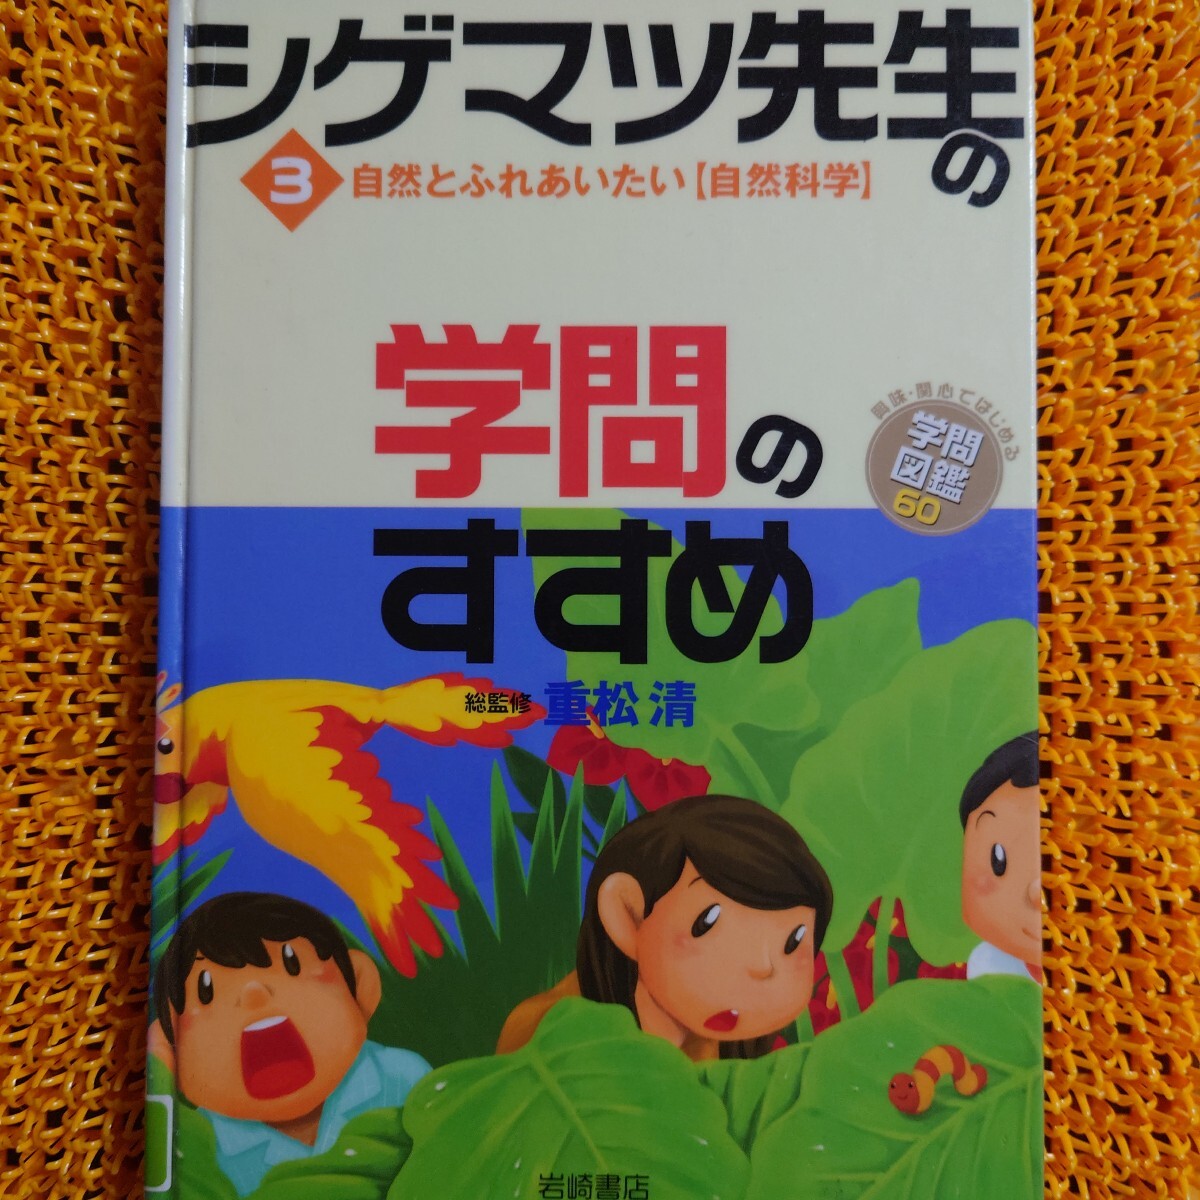 シゲマツ先生の
3 自然とふれあいたい【自然科学】
学問の
すすめ
興味・関心ではじめる
学問
図鑑
60
総監修 重松清
岩崎書店